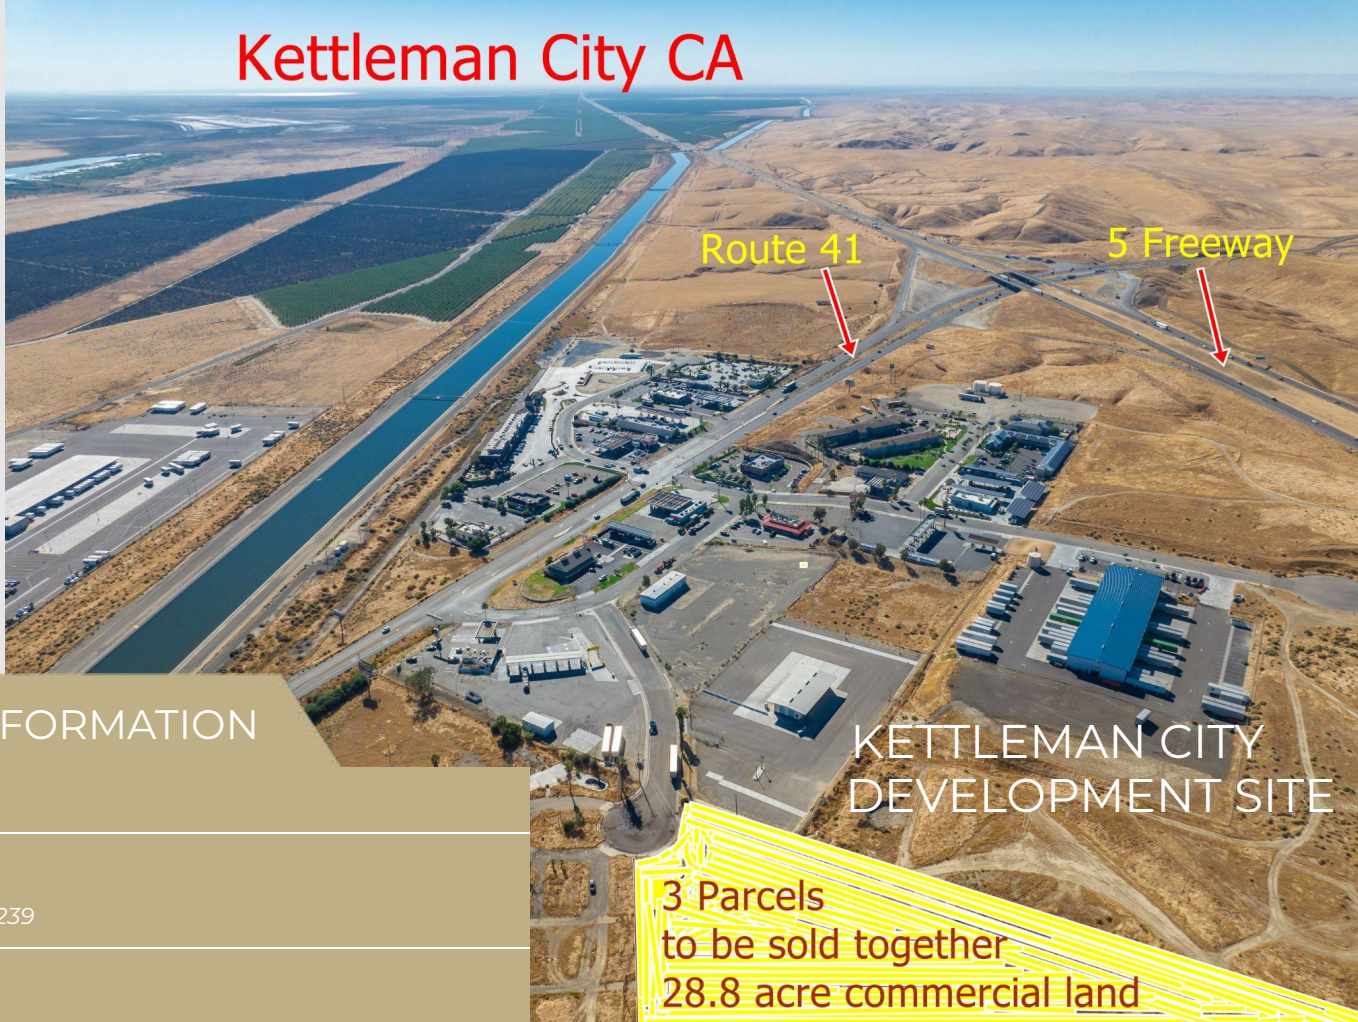 Kettleman City CA
Route 41
5 Freeway
FORMATION
KETTLEMAN CITY
DEVELOPMENT SITE
239
3 Parcels
to be sold together
28.8 acre commercial land